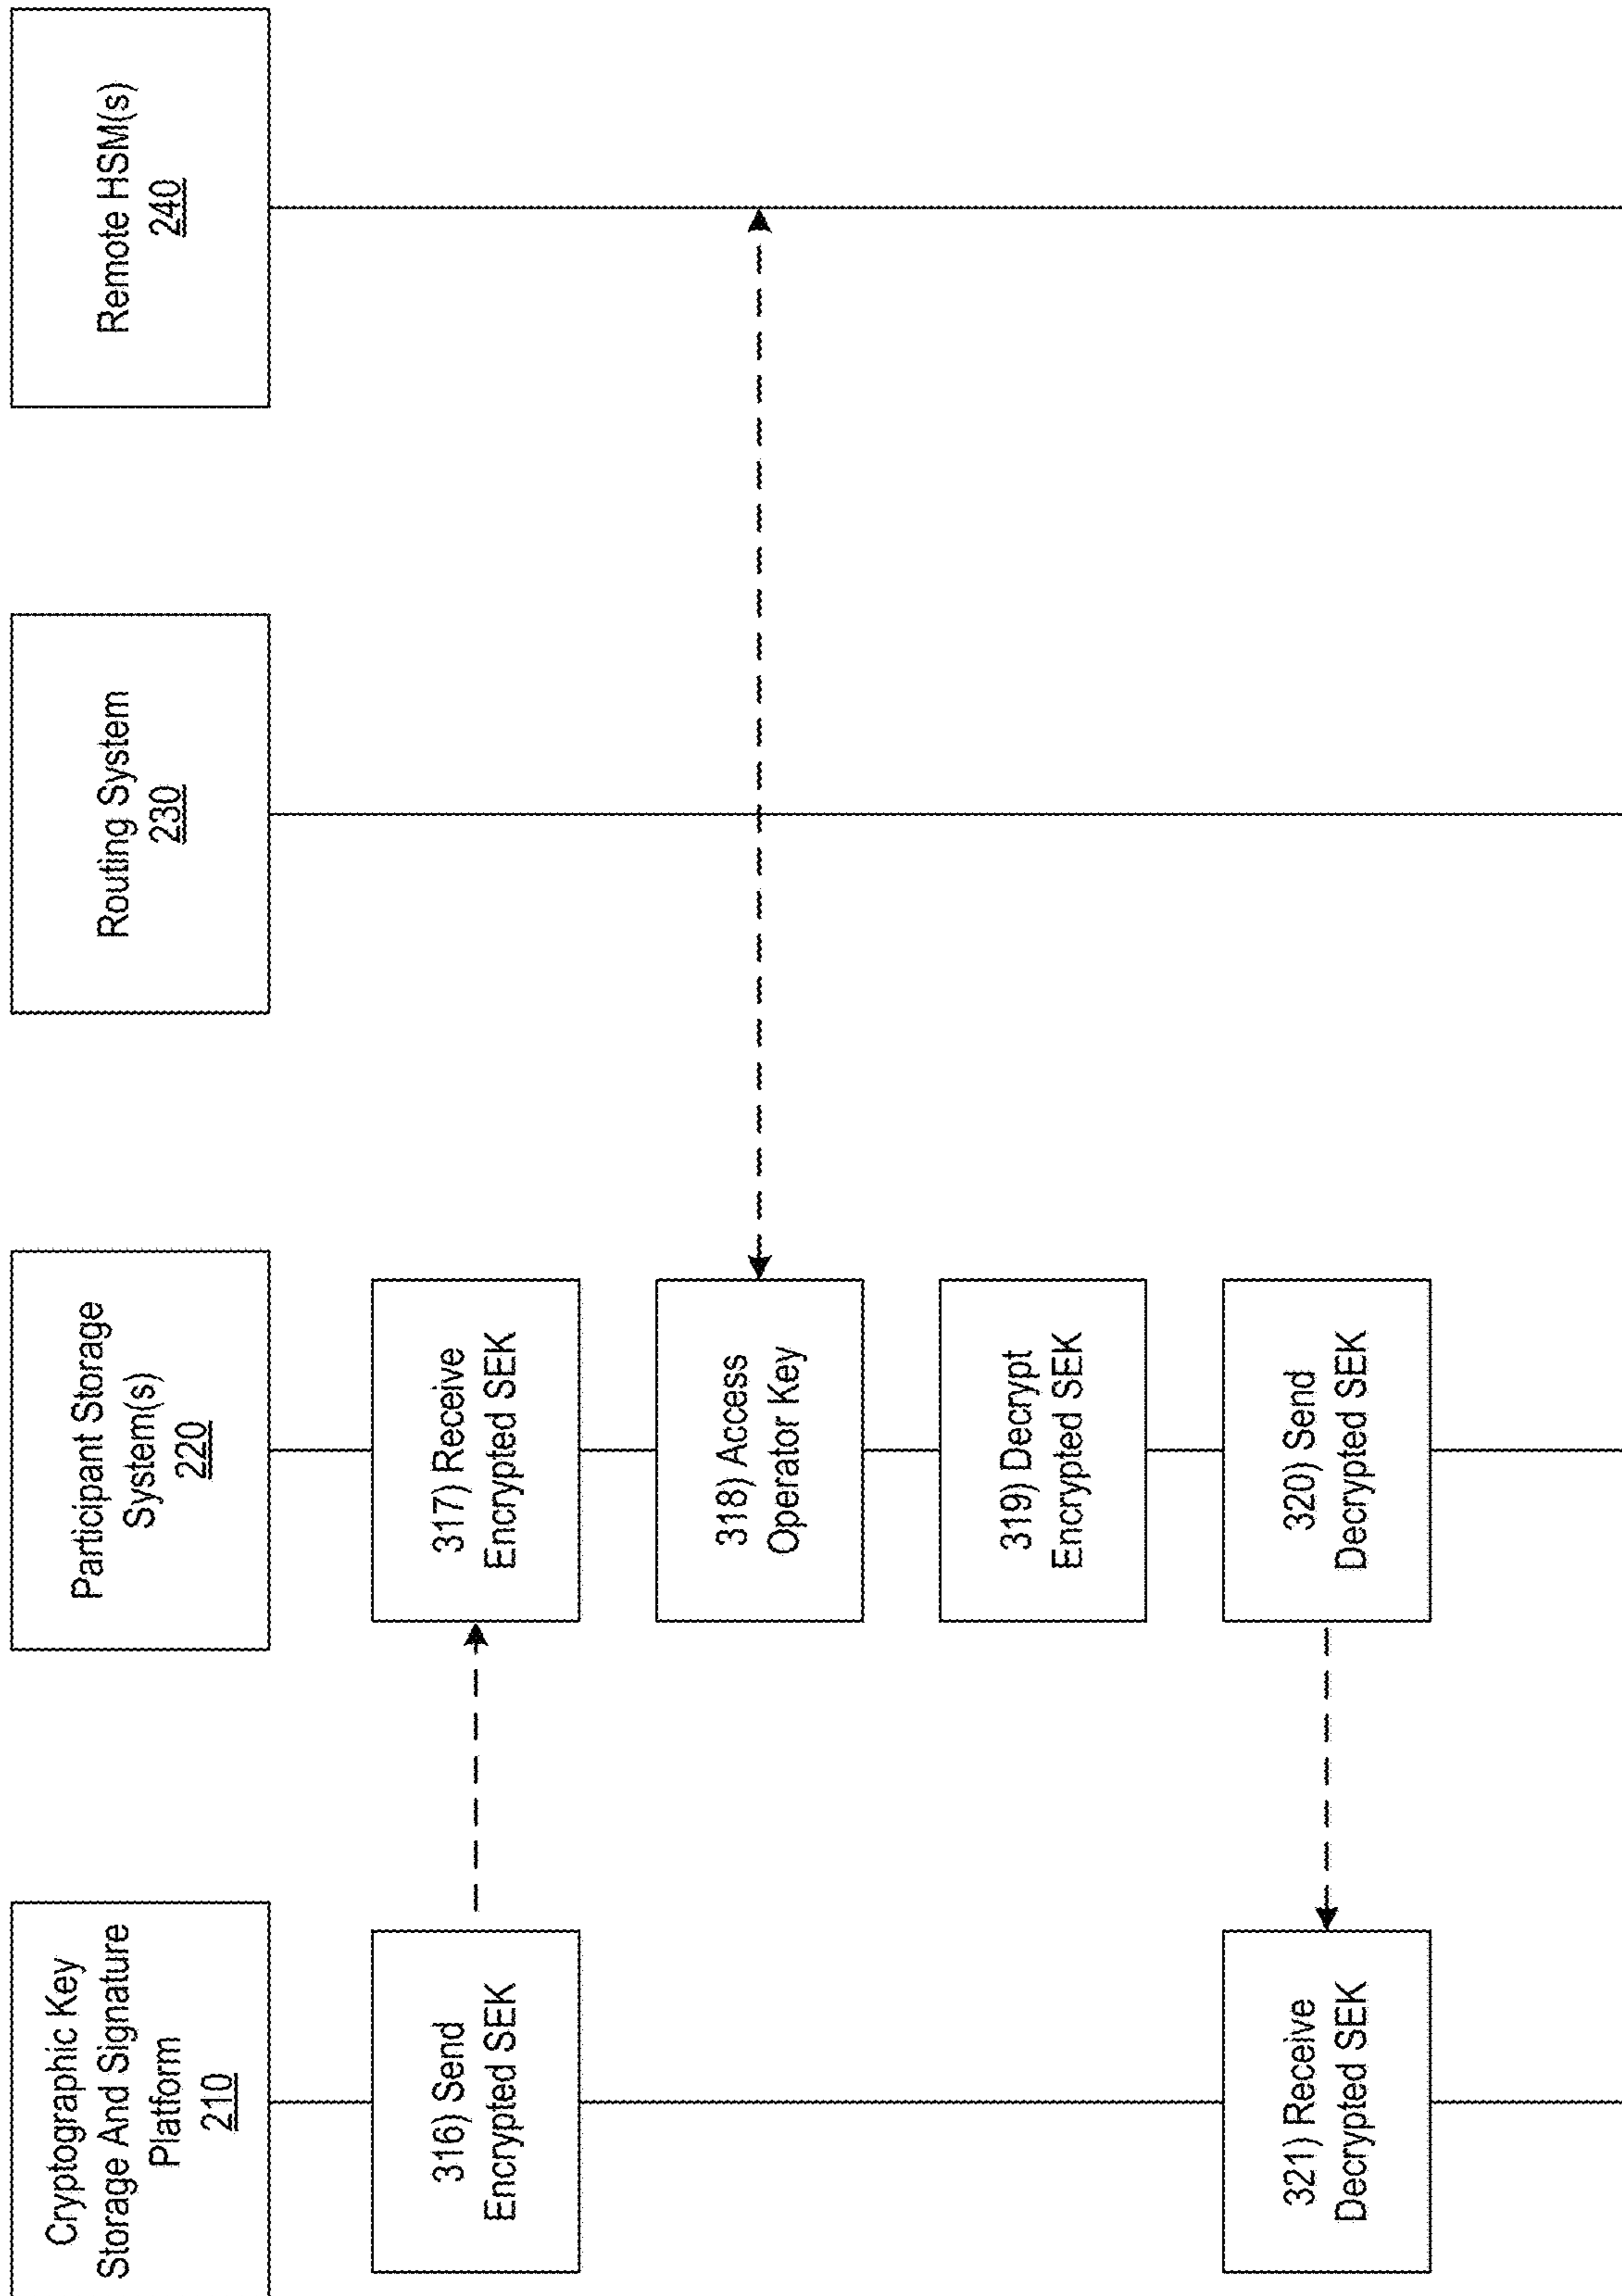 Cryptographic Key
Storage And Signature
Platform
210
Participant Storage
System(s)
220
Routing System
230
Remote HSM(s)
240
316) Send
Encrypted SEK
317) Receive
Encrypted SEK
318) Access
Operator Key
319) Decrypt
Encrypted SEK
320) Send
Decrypted SEK
321) Receive
Decrypted SEK